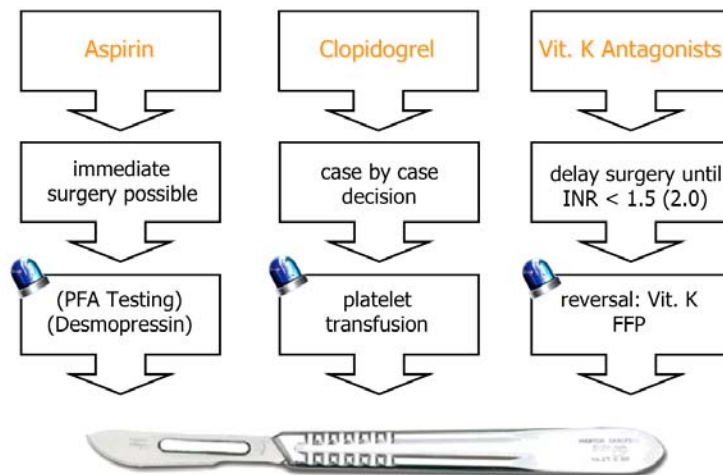 Aspirin
Clopidogrel
Vit. K Antagonists
immediate
surgery possible
case by case
decision
delay surgery until
INR < 1.5 (2.0)
(PFA Testing)
(Desmopressin)
platelet
transfusion
reversal: Vit. K
FFP